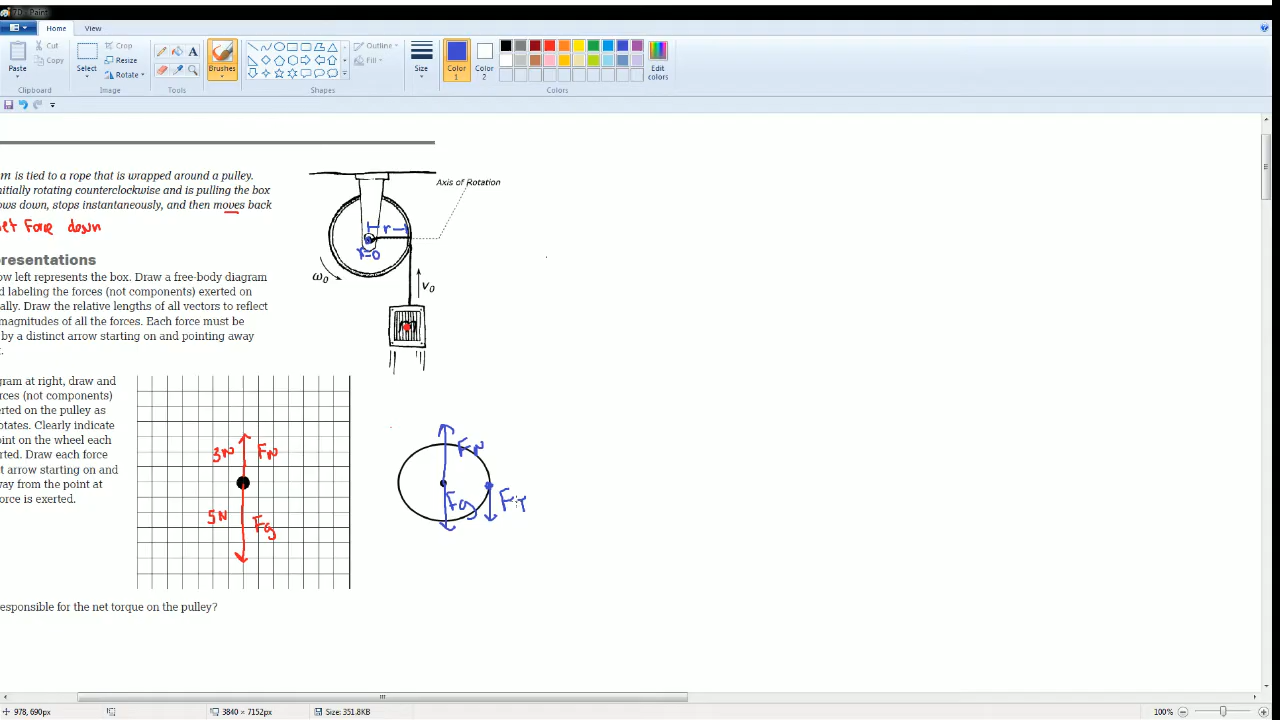 7D - Paint
Home View
Cut
Copy
Paste
Clipboard
Select
Crop
Resize
Rotate
Image
A
Tools
Brushes
Outline
Fill
Shapes
Size
Color
1
Color
2
Edit
colors
Colors
m is tied to a rope that is wrapped around a pulley.
nitially rotating counterclockwise and is pulling the box
ows down, stops instantaneously, and then moves back
et Force down
Axis of Rotation
r
r=0
ω0
v0
m
presentations
ow left represents the box. Draw a free-body diagram
d labeling the forces (not components) exerted on
ally. Draw the relative lengths of all vectors to reflect
magnitudes of all the forces. Each force must be
by a distinct arrow starting on and pointing away
t.
gram at right, draw and
rces (not components)
erted on the pulley as
otates. Clearly indicate
oint on the wheel each
rted. Draw each force
t arrow starting on and
way from the point at
orce is exerted.
3N FN
5N Fg
FN
Fg FT
esponsible for the net torque on the pulley?
978, 690px
3840 × 7152px
Size: 351.8KB
100%